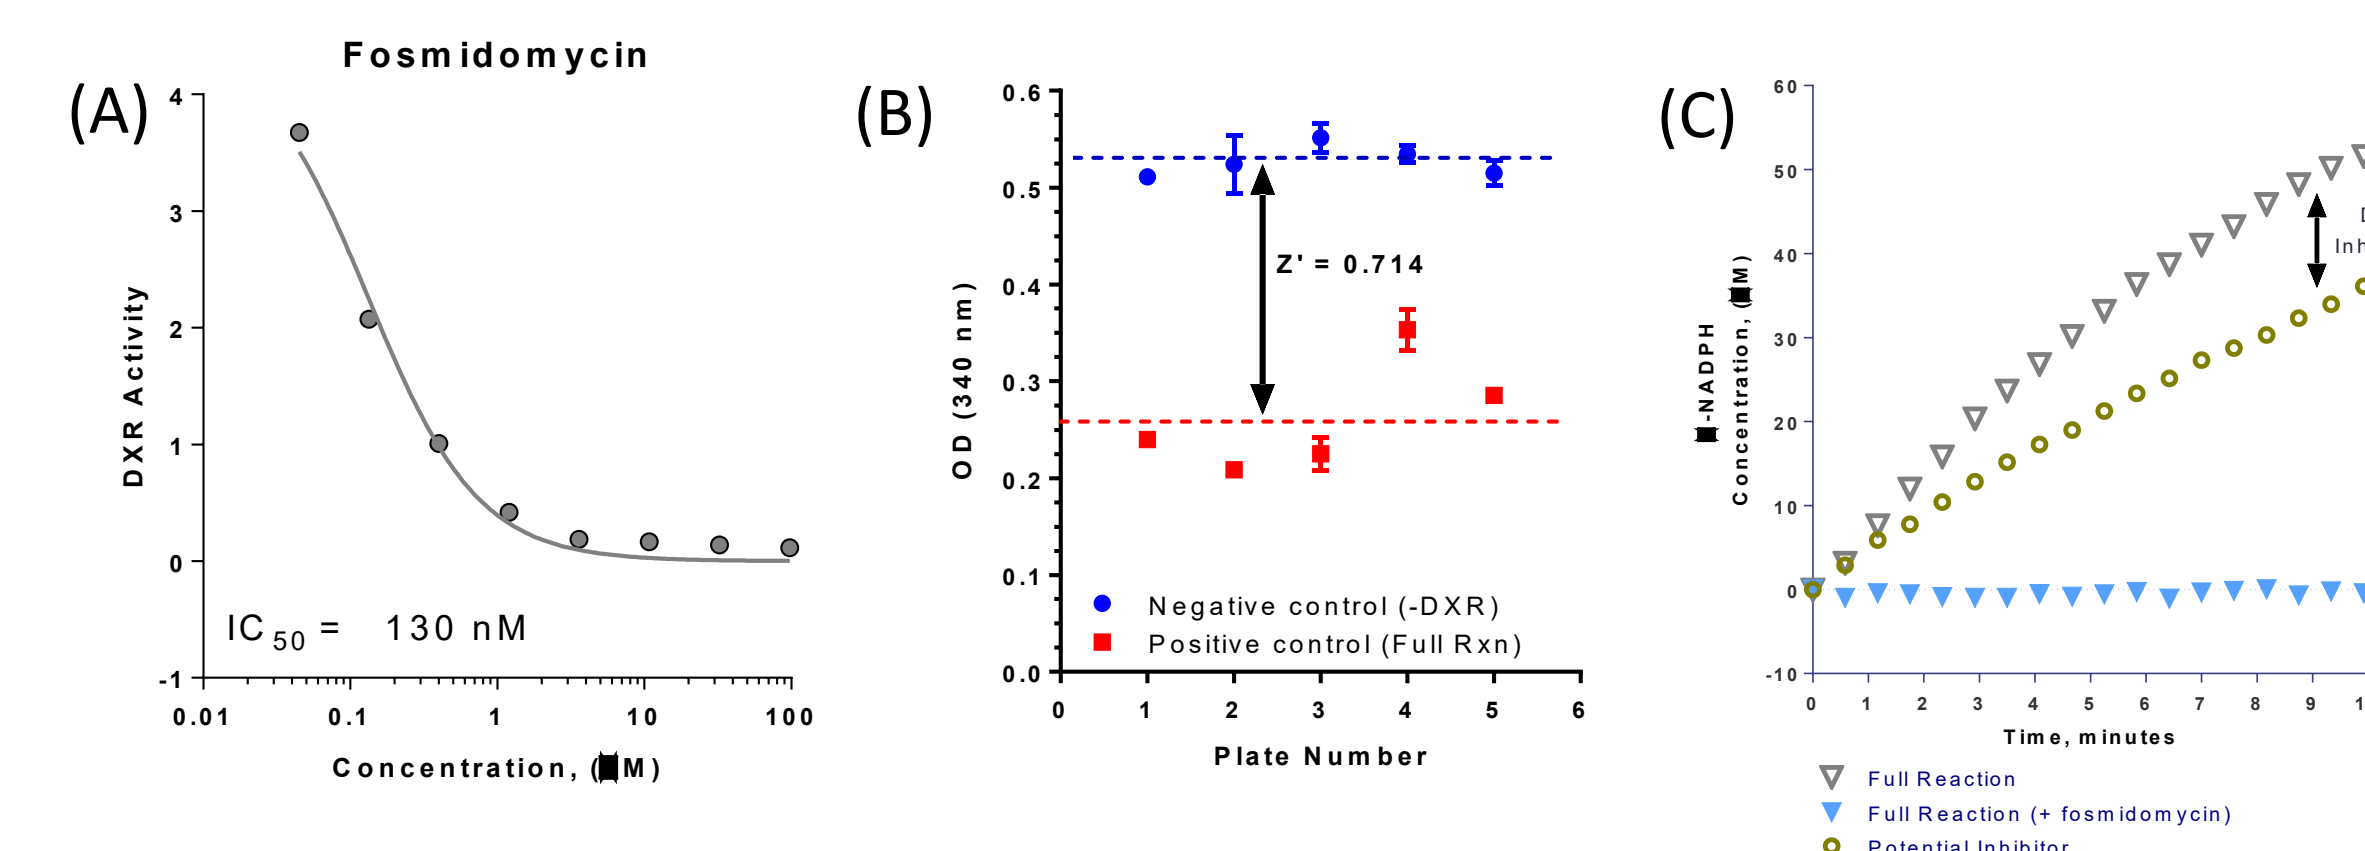 Fosmidomycin
(A)
4
3
2
1
0
-1
DXR Activity
IC50 = 130 nM
0.01 0.1 1 10 100
Concentration, (M)
(B)
0.6
0.5
0.4
0.3
0.2
0.1
0.0
OD (340 nm)
Z' = 0.714
Negative control (-DXR)
Positive control (Full Rxn)
0 1 2 3 4 5 6
Plate Number
(C)
60
50
40
30
20
10
0
-10
-NADPH
Concentration, (M)
D
Inh
0 1 2 3 4 5 6 7 8 9 1
Time, minutes
Full Reaction
Full Reaction (+ fosmidomycin)
Potential Inhibitor